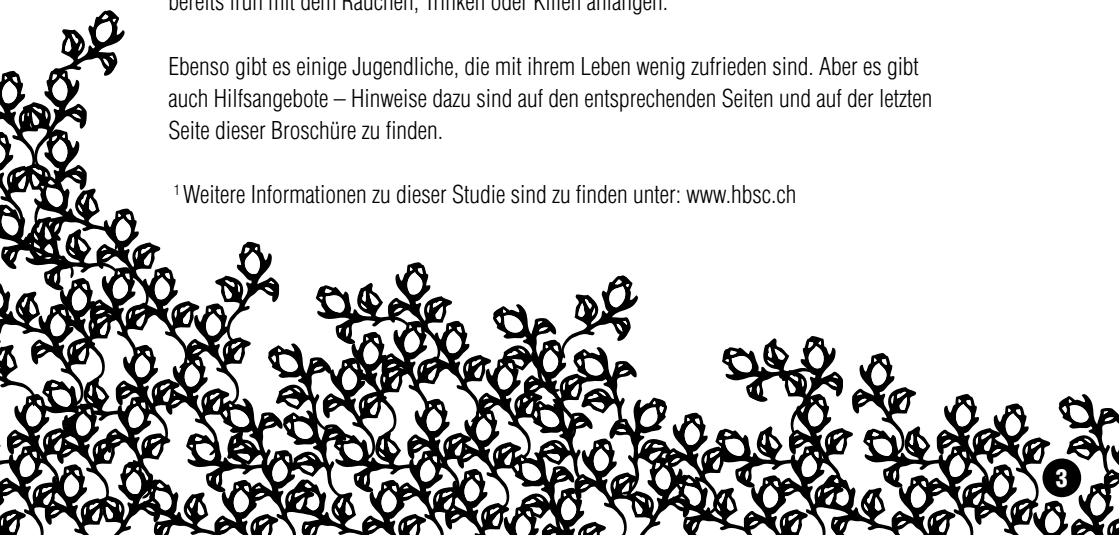 bereits früh mit dem Rauchen, Trinken oder Kiffen anfangen.
Ebenso gibt es einige Jugendliche, die mit ihrem Leben wenig zufrieden sind. Aber es gibt
auch Hilfsangebote – Hinweise dazu sind auf den entsprechenden Seiten und auf der letzten
Seite dieser Broschüre zu finden.
1 Weitere Informationen zu dieser Studie sind zu finden unter: www.hbsc.ch
3